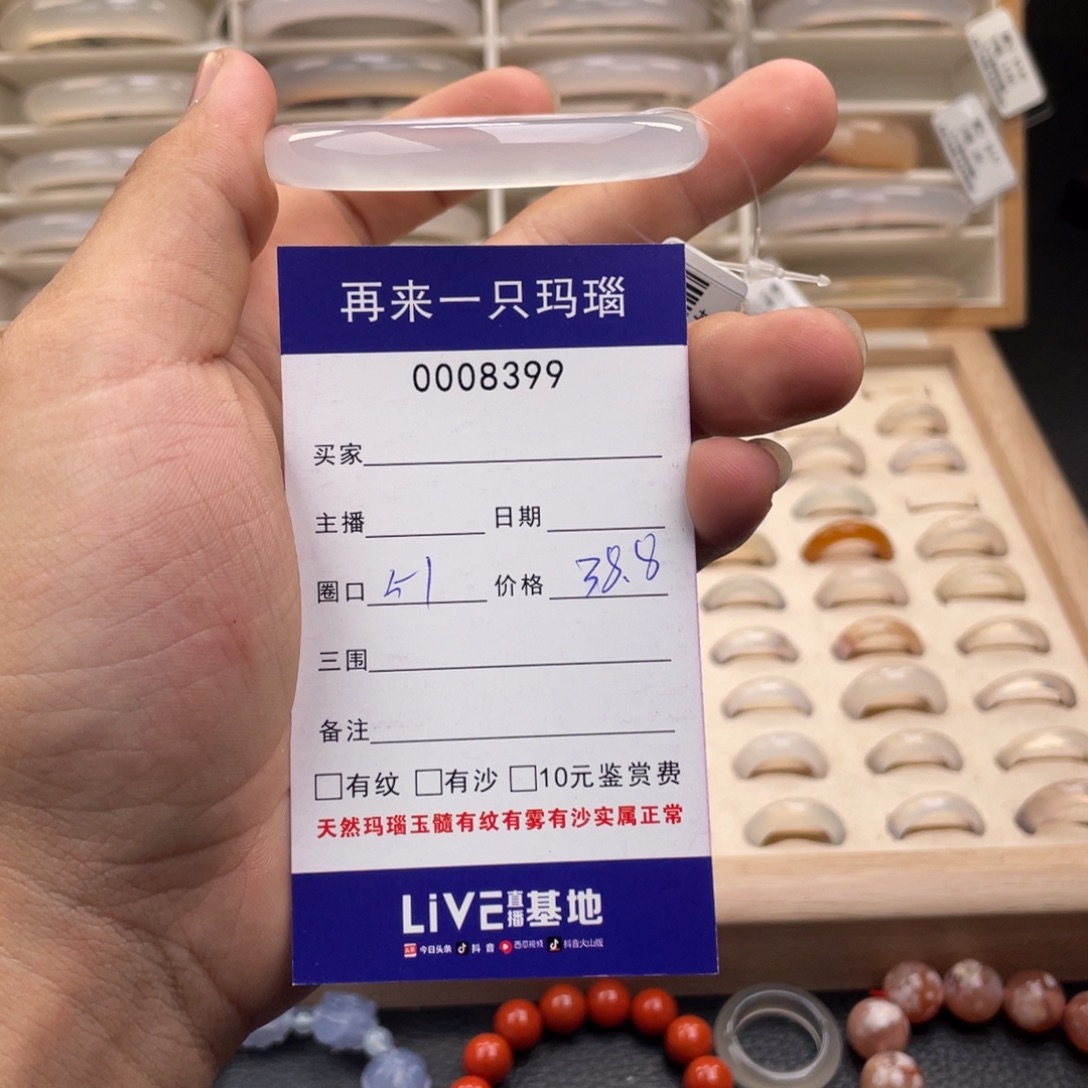 再来一只玛瑙
0008399
买家
主播 日期
圈口 51 价格 38.8
三围
备注
□有纹 □有沙 □10元鉴赏费
天然玛瑙玉髓有纹有雾有沙实属正常
LiVE直播基地
今日头条 抖音 西瓜视频 抖音火山版